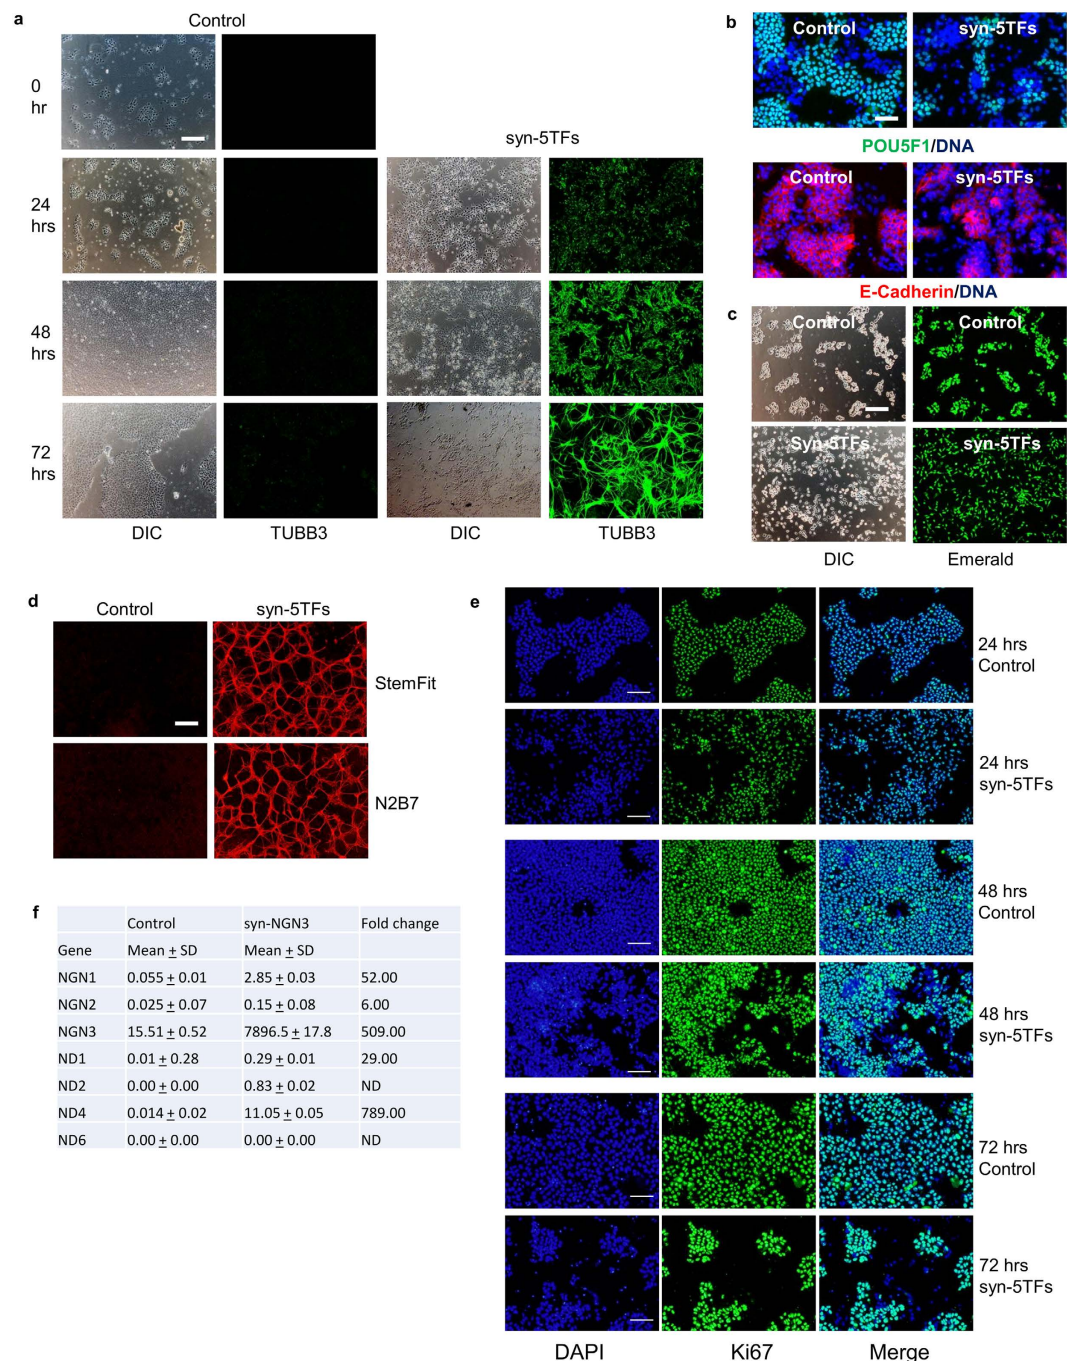 a
Control
0
hr
syn-5TFs
24
hrs
48
hrs
72
hrs
DIC
TUBB3
DIC
TUBB3
b
Control
syn-5TFs
POU5F1/DNA
Control
syn-5TFs
E-Cadherin/DNA
c
Control
Control
Syn-5TFs
syn-5TFs
DIC
Emerald
d
Control
syn-5TFs
StemFit
N2B7
e
24 hrs
Control
24 hrs
syn-5TFs
48 hrs
Control
48 hrs
syn-5TFs
72 hrs
Control
72 hrs
syn-5TFs
DAPI
Ki67
Merge
f
Control syn-NGN3 Fold change
Gene Mean ± SD Mean ± SD
NGN1 0.055 ± 0.01 2.85 ± 0.03 52.00
NGN2 0.025 ± 0.07 0.15 ± 0.08 6.00
NGN3 15.51 ± 0.52 7896.5 ± 17.8 509.00
ND1 0.01 ± 0.28 0.29 ± 0.01 29.00
ND2 0.00 ± 0.00 0.83 ± 0.02 ND
ND4 0.014 ± 0.02 11.05 ± 0.05 789.00
ND6 0.00 ± 0.00 0.00 ± 0.00 ND